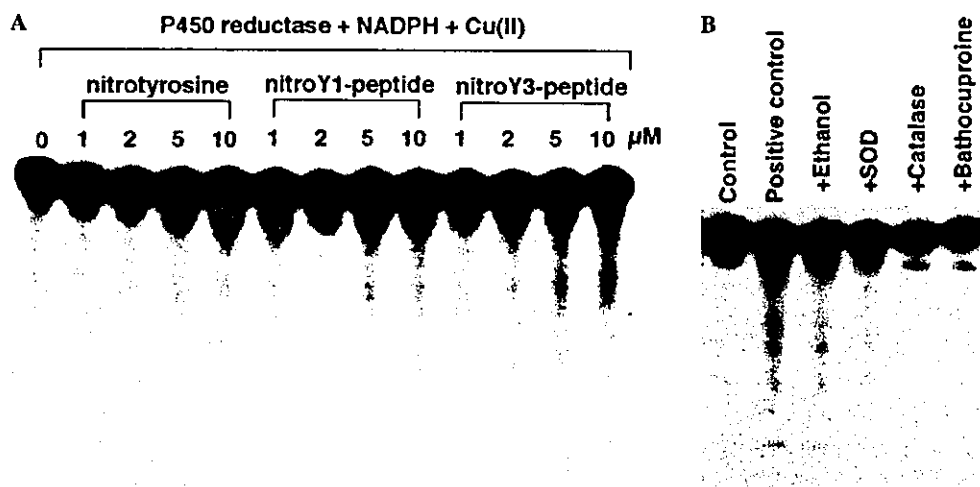 A
P450 reductase + NADPH + Cu(II)
nitrotyrosine nitroY1-peptide nitroY3-peptide
0 1 2 5 10 1 2 5 10 1 2 5 10 μM
B
Control
Positive control
+Ethanol
+SOD
+Catalase
+Bathocuproine